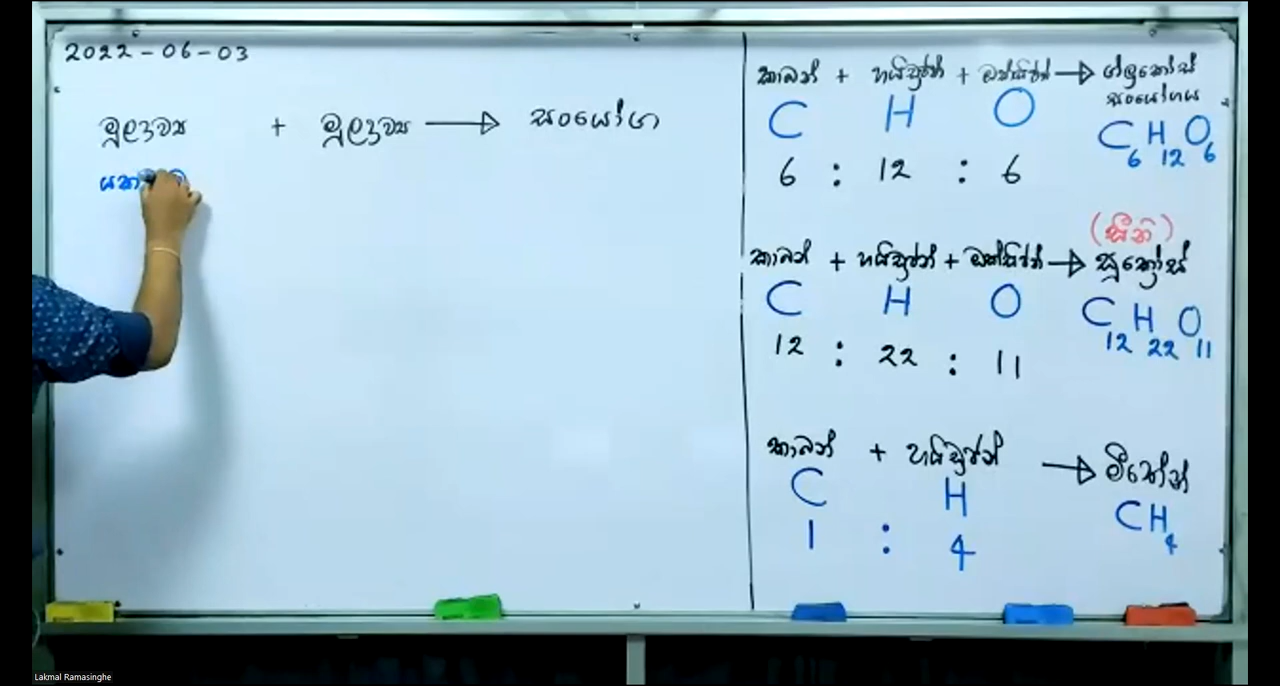 2022-06-03
මූලද්‍රව්‍ය + මූලද්‍රව්‍ය → සංයෝග
කාබන් + හයිඩ්‍රජන් + ඔක්සිජන් → ග්ලුකෝස්
සංයෝගය
C H O C6H12O6
6 : 12 : 6
(සීනි)
කාබන් + හයිඩ්‍රජන් + ඔක්සිජන් → සුක්‍රෝස්
C H O C12H22O11
12 : 22 : 11
කාබන් + හයිඩ්‍රජන් → මීතේන්
C H CH4
1 : 4
Lakmal Ramasinghe